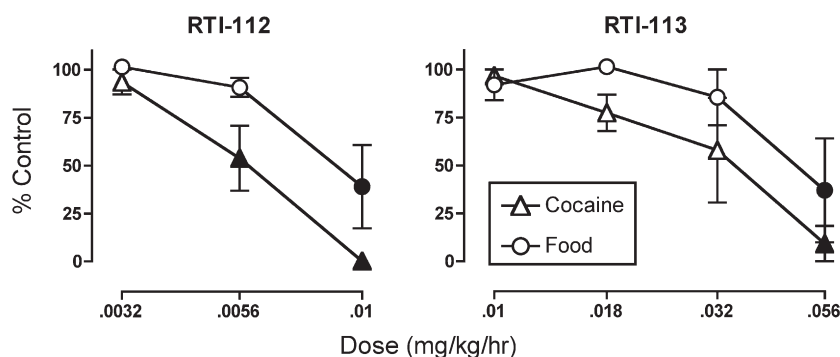 RTI-112
RTI-113
% Control
100
75
50
25
0
.0032
.0056
.01
100
75
50
25
0
Cocaine
Food
.01
.018
.032
.056
Dose (mg/kg/hr)